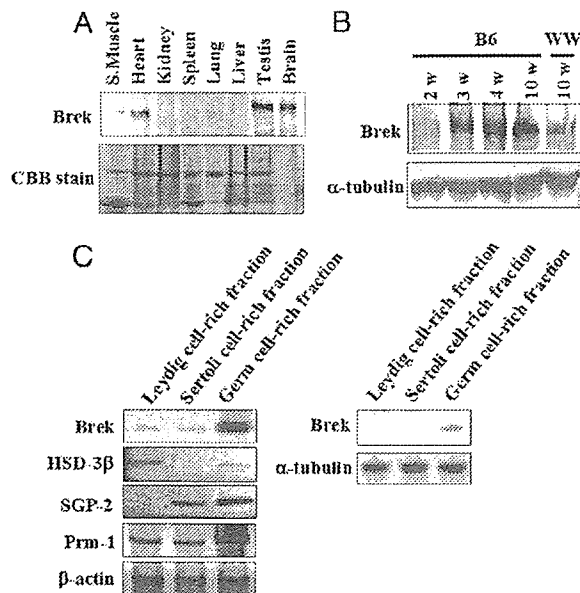 A
S.Muscle
Heart
Kidney
Spleen
Lung
Liver
Testis
Brain
Brek
CBB stain
B
B6
WW
2 w
3 w
4 w
10 w
10 w
Brek
α-tubulin
C
Leydig cell-rich fraction
Sertoli cell-rich fraction
Germ cell-rich fraction
Brek
HSD-3β
SGP-2
Prm-1
β-actin
Leydig cell-rich fraction
Sertoli cell-rich fraction
Germ cell-rich fraction
Brek
α-tubulin